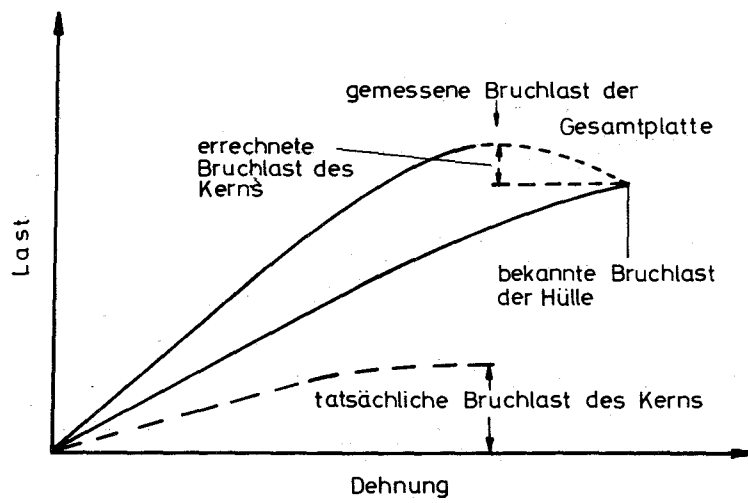 gemessene Bruchlast der
Gesamtplatte
errechnete
Bruchlast des
Kerns
Last
bekannte Bruchlast
der Hülle
tatsächliche Bruchlast des Kerns
Dehnung